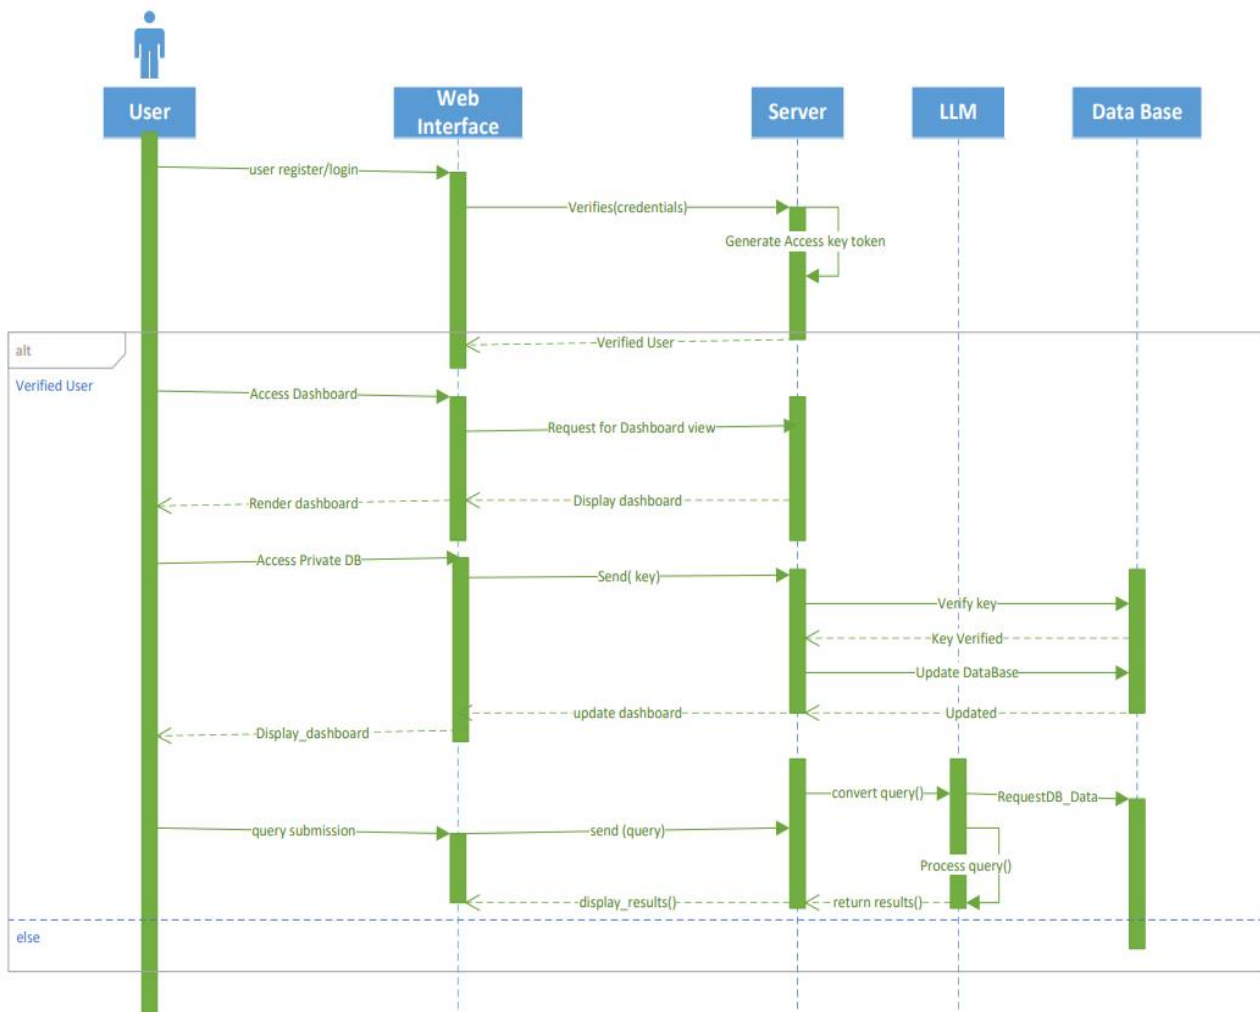 User
Web
Interface
Server
LLM
Data Base
user register/login
Verifies(credentials)
Generate Access key token
alt
Verified User
Verified User
Access Dashboard
Request for Dashboard view
Render dashboard
Display dashboard
Access Private DB
Send( key)
Verify key
Key Verified
Update DataBase
update dashboard
Updated
Display_dashboard
convert query()
RequestDB_Data
query submission
send (query)
Process query()
display_results()
return results()
else